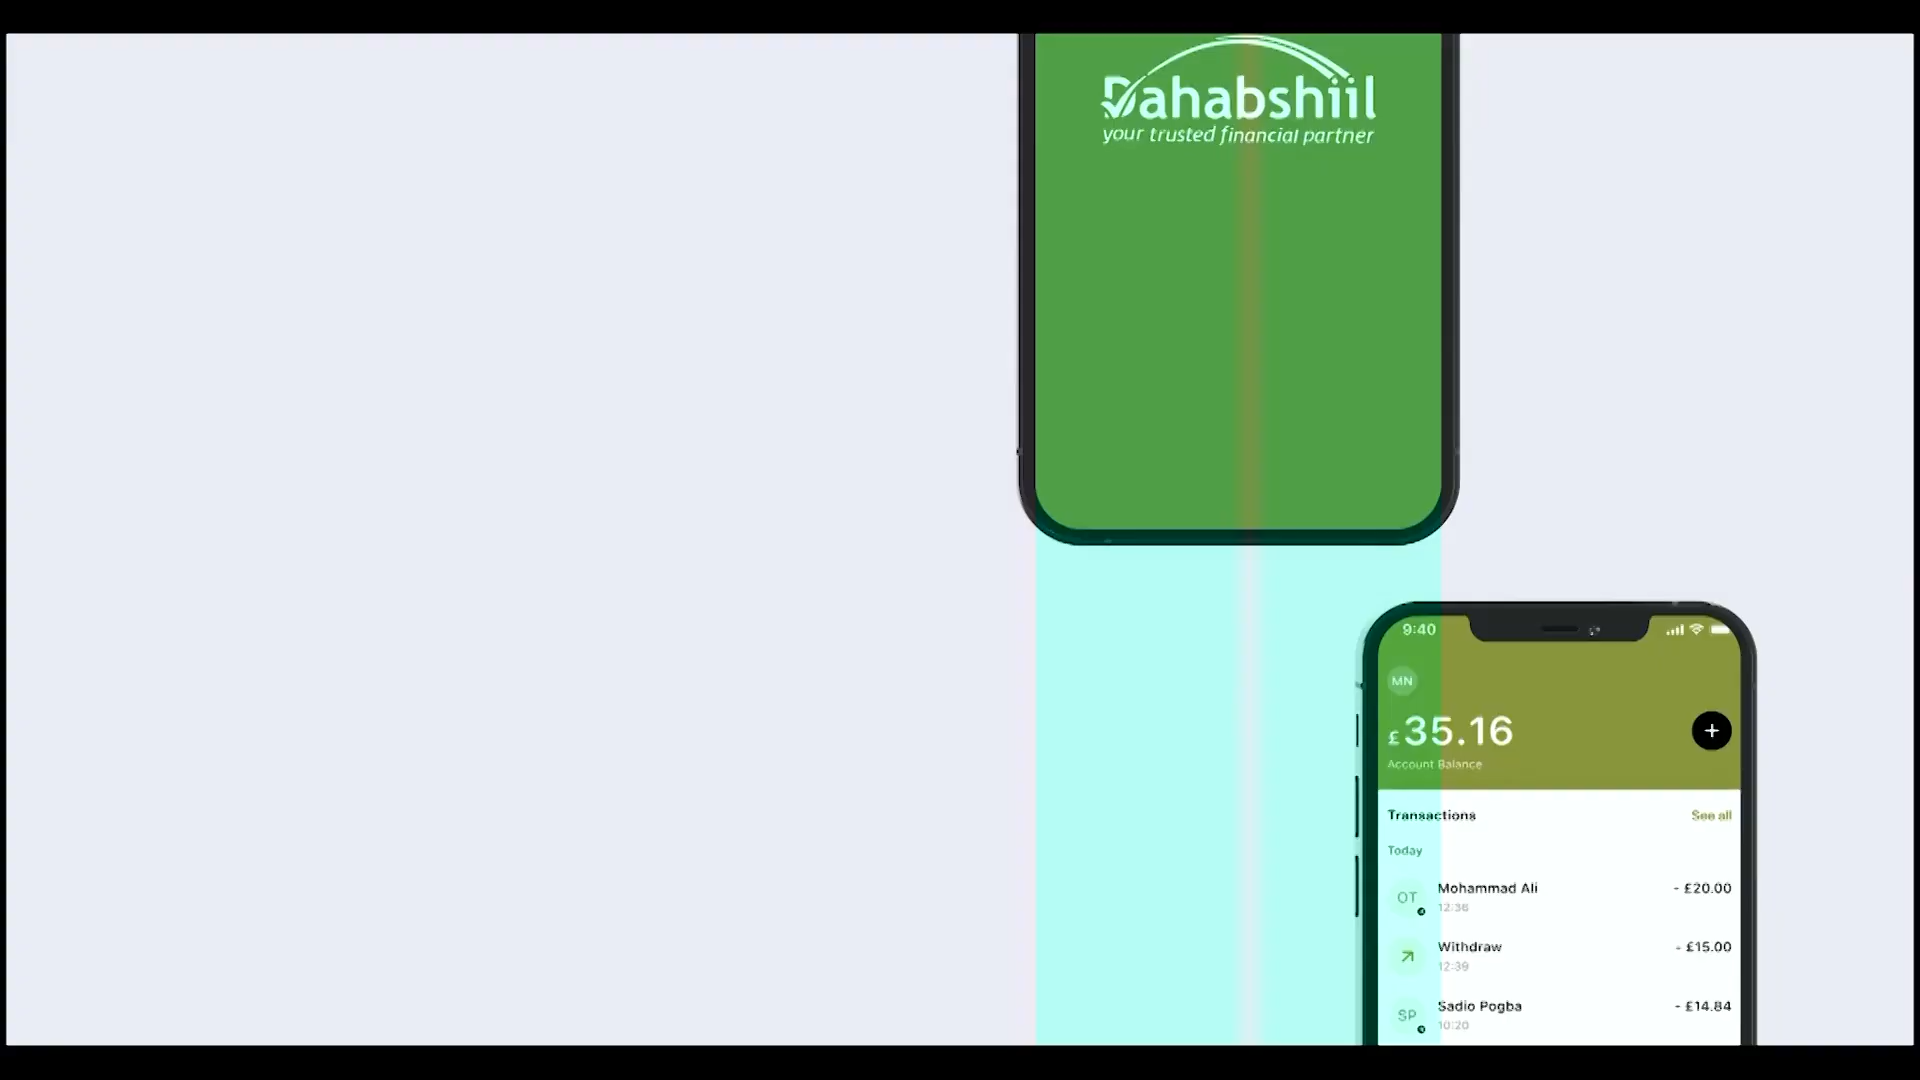 Dahabshiil
your trusted financial partner
9:40
MN
£35.16
Account Balance
+
Transactions
See all
Today
OT
Mohammad Ali
- £20.00
12:36
Withdraw
- £15.00
12:39
SP
Sadio Pogba
- £14.84
10:20